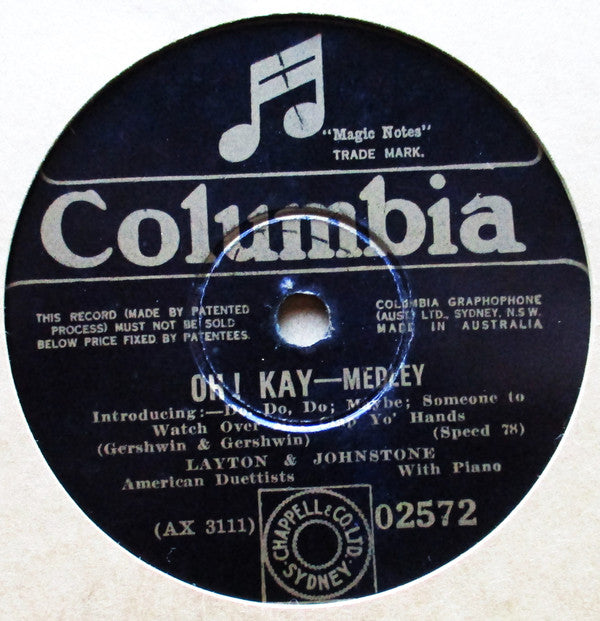 "Magic Notes"
TRADE MARK.
Columbia
THIS RECORD (MADE BY PATENTED
PROCESS) MUST NOT BE SOLD
BELOW PRICE FIXED BY PATENTEES.
COLUMBIA GRAPHOPHONE
(AUST) LTD., SYDNEY, N.S.W.
MADE IN AUSTRALIA
OH! KAY—MEDLEY
Introducing:—Do, Do, Do; Maybe; Someone to
Watch Over Clap Yo' Hands
(Gershwin & Gershwin) (Speed 78)
LAYTON & JOHNSTONE
American Duettists With Piano
(AX 3111)
02572
CHAPPELL & CO. LTD.
SYDNEY